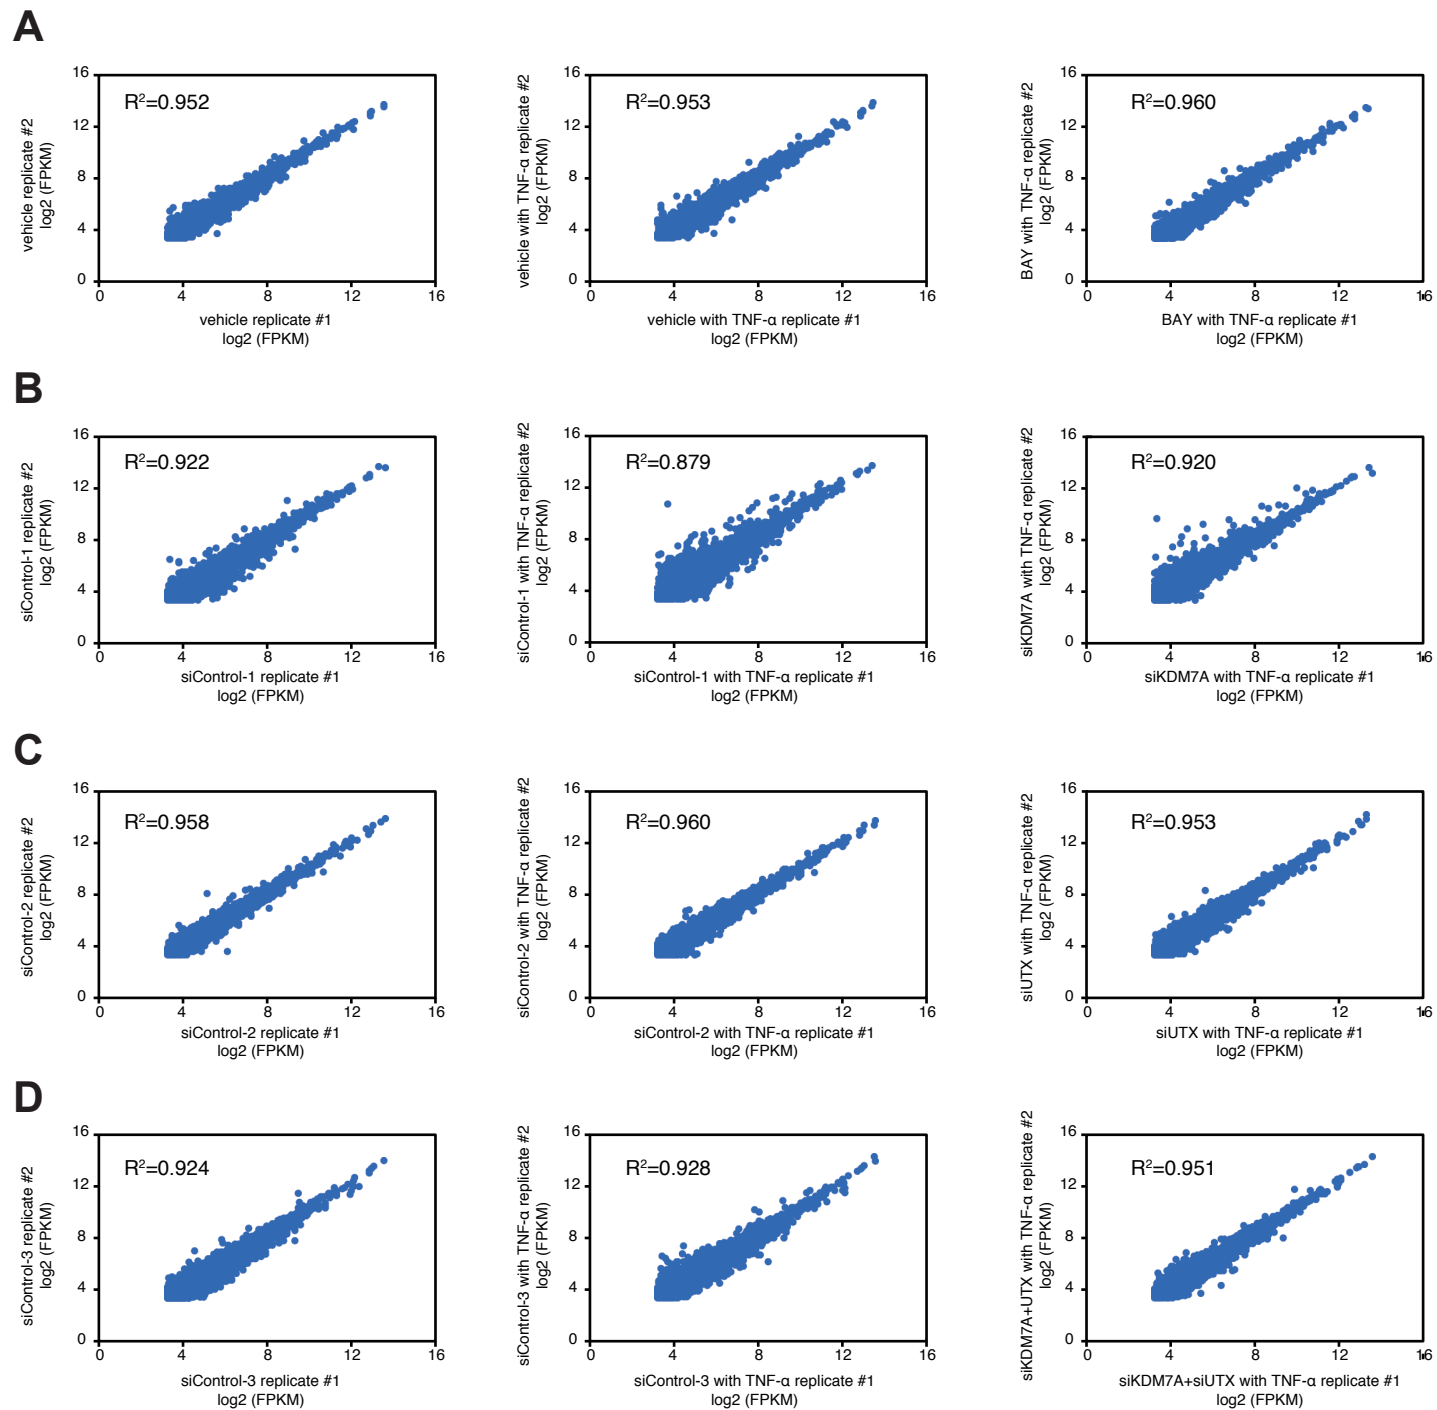 A
vehicle replicate #2
log2 (FPKM)
16
12
8
4
0
R²=0.952
0 4 8 12 16
vehicle replicate #1
log2 (FPKM)
vehicle with TNF-α replicate #2
log2 (FPKM)
16
12
8
4
0
R²=0.953
0 4 8 12 16
vehicle with TNF-α replicate #1
log2 (FPKM)
BAY with TNF-α replicate #2
log2 (FPKM)
16
12
8
4
0
R²=0.960
0 4 8 12 16
BAY with TNF-α replicate #1
log2 (FPKM)
B
siControl-1 replicate #2
log2 (FPKM)
16
12
8
4
0
R²=0.922
0 4 8 12 16
siControl-1 replicate #1
log2 (FPKM)
siControl-1 with TNF-α replicate #2
log2 (FPKM)
16
12
8
4
0
R²=0.879
0 4 8 12 16
siControl-1 with TNF-α replicate #1
log2 (FPKM)
siKDM7A with TNF-α replicate #2
log2 (FPKM)
16
12
8
4
0
R²=0.920
0 4 8 12 16
siKDM7A with TNF-α replicate #1
log2 (FPKM)
C
siControl-2 replicate #2
log2 (FPKM)
16
12
8
4
0
R²=0.958
0 4 8 12 16
siControl-2 replicate #1
log2 (FPKM)
siControl-2 with TNF-α replicate #2
log2 (FPKM)
16
12
8
4
0
R²=0.960
0 4 8 12 16
siControl-2 with TNF-α replicate #1
log2 (FPKM)
siUTX with TNF-α replicate #2
log2 (FPKM)
16
12
8
4
0
R²=0.953
0 4 8 12 16
siUTX with TNF-α replicate #1
log2 (FPKM)
D
siControl-3 replicate #2
log2 (FPKM)
16
12
8
4
0
R²=0.924
0 4 8 12 16
siControl-3 replicate #1
log2 (FPKM)
siControl-3 with TNF-α replicate #2
log2 (FPKM)
16
12
8
4
0
R²=0.928
0 4 8 12 16
siControl-3 with TNF-α replicate #1
log2 (FPKM)
siKDM7A+UTX with TNF-α replicate #2
log2 (FPKM)
16
12
8
4
0
R²=0.951
0 4 8 12 16
siKDM7A+siUTX with TNF-α replicate #1
log2 (FPKM)